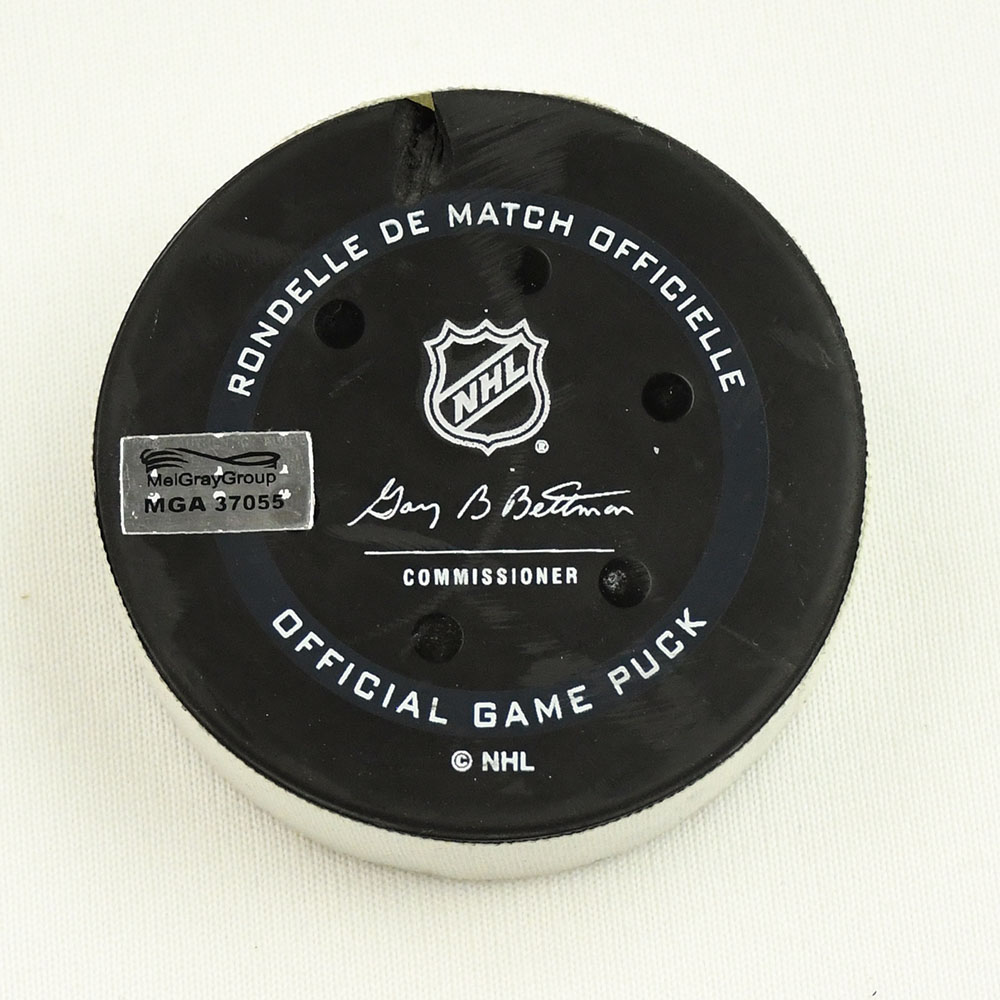 RONDELLE DE MATCH OFFICIELLE
NHL
®
MeiGrayGroup
MGA 37055
Gary B Bettman
COMMISSIONER
OFFICIAL GAME PUCK
© NHL